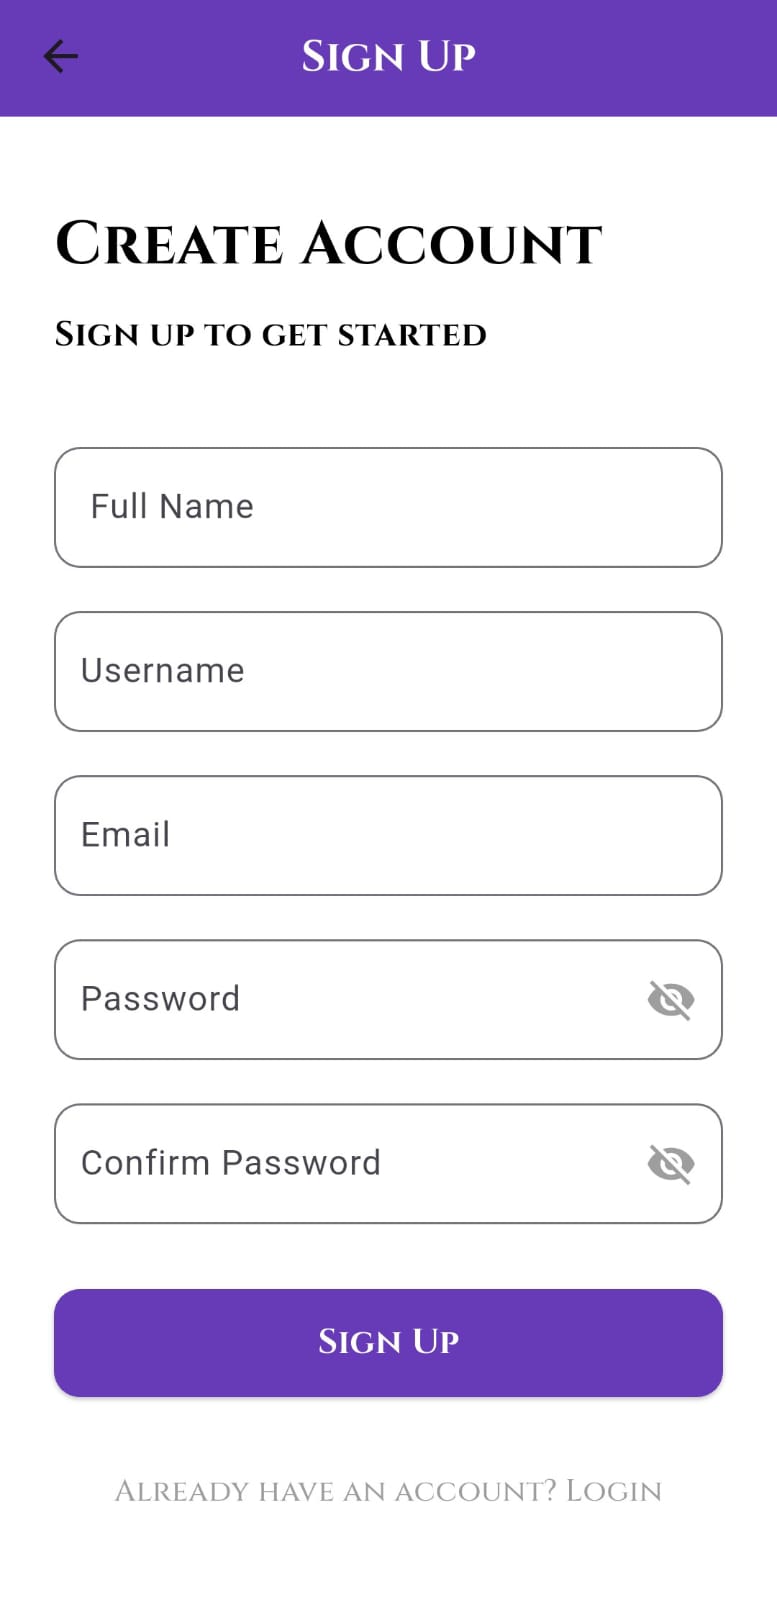 Sign Up
Create Account
Sign up to get started
Full Name
Username
Email
Password
Confirm Password
Sign Up
Already have an account? Login